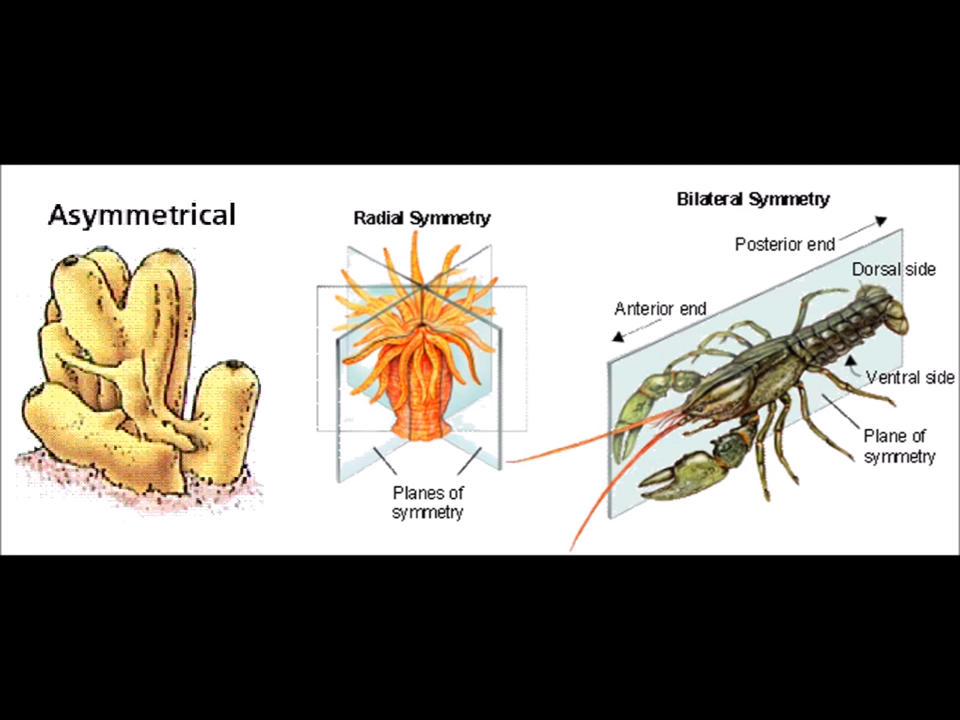 Asymmetrical
Radial Symmetry
Planes of
symmetry
Bilateral Symmetry
Posterior end
Dorsal side
Anterior end
Ventral side
Plane of
symmetry